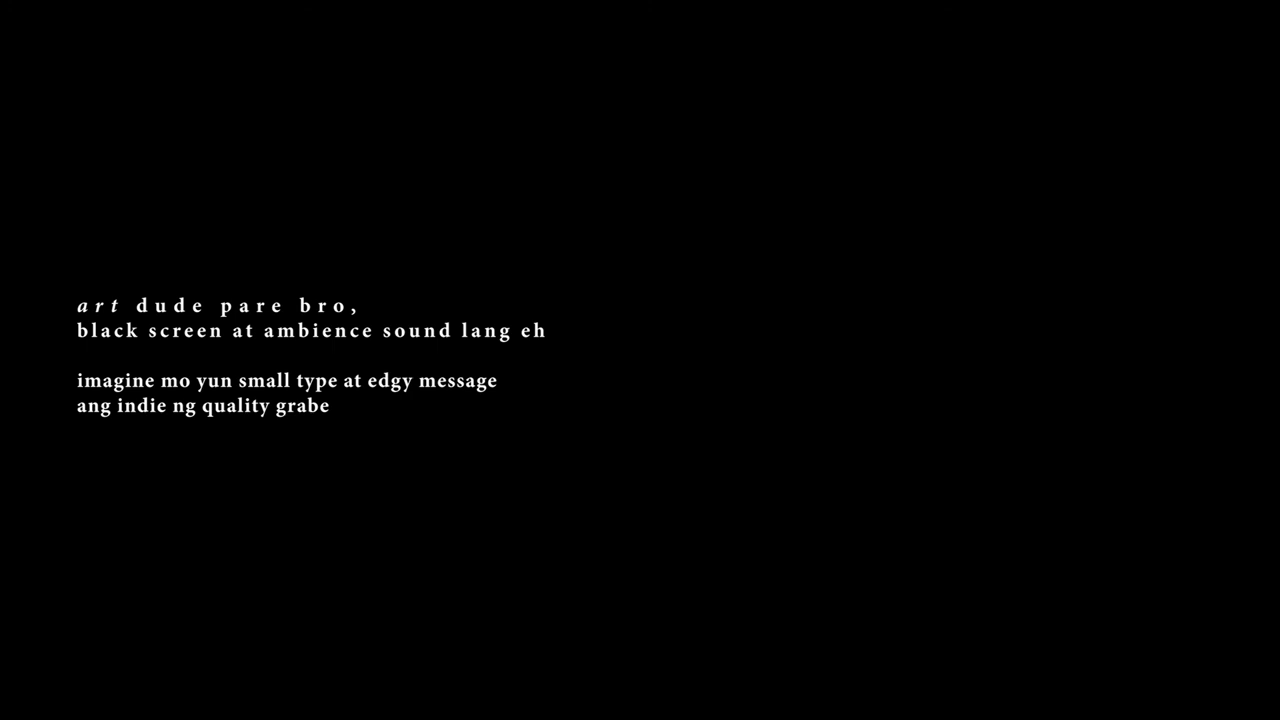 art dude pare bro,
black screen at ambience sound lang eh
imagine mo yun small type at edgy message
ang indie ng quality grabe